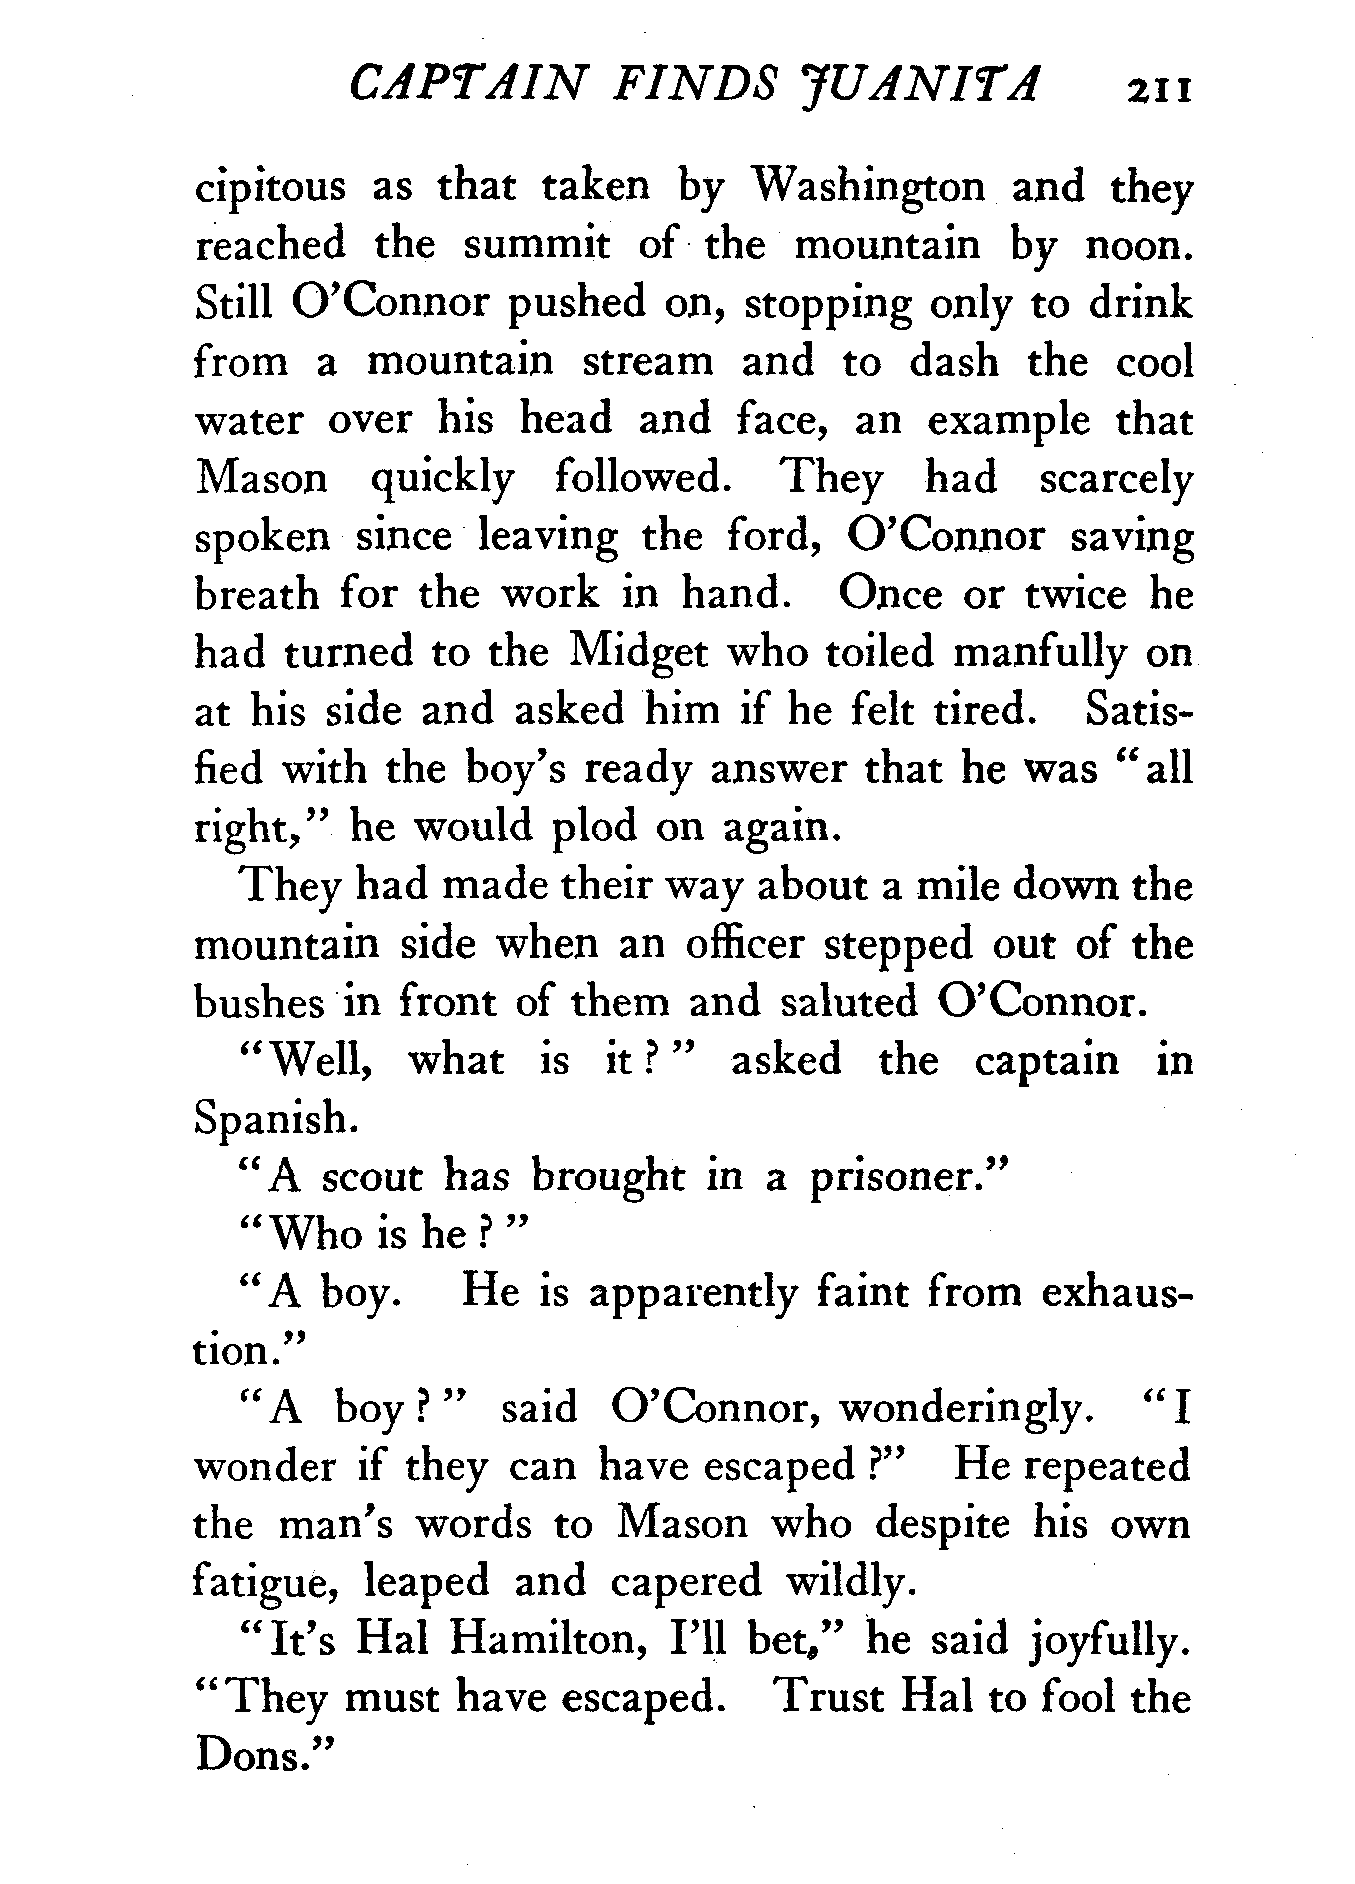 CAPTAIN FINDS JUANITA 211
cipitous as that taken by Washington and they
reached the summit of the mountain by noon.
Still O'Connor pushed on, stopping only to drink
from a mountain stream and to dash the cool
water over his head and face, an example that
Mason quickly followed. They had scarcely
spoken since leaving the ford, O'Connor saving
breath for the work in hand. Once or twice he
had turned to the Midget who toiled manfully on
at his side and asked him if he felt tired. Satis-
fied with the boy's ready answer that he was "all
right," he would plod on again.
They had made their way about a mile down the
mountain side when an officer stepped out of the
bushes in front of them and saluted O'Connor.
"Well, what is it?" asked the captain in
Spanish.
"A scout has brought in a prisoner."
"Who is he?"
"A boy. He is apparently faint from exhaus-
tion."
"A boy?" said O'Connor, wonderingly. "I
wonder if they can have escaped?" He repeated
the man's words to Mason who despite his own
fatigue, leaped and capered wildly.
"It's Hal Hamilton, I'll bet," he said joyfully.
"They must have escaped. Trust Hal to fool the
Dons."